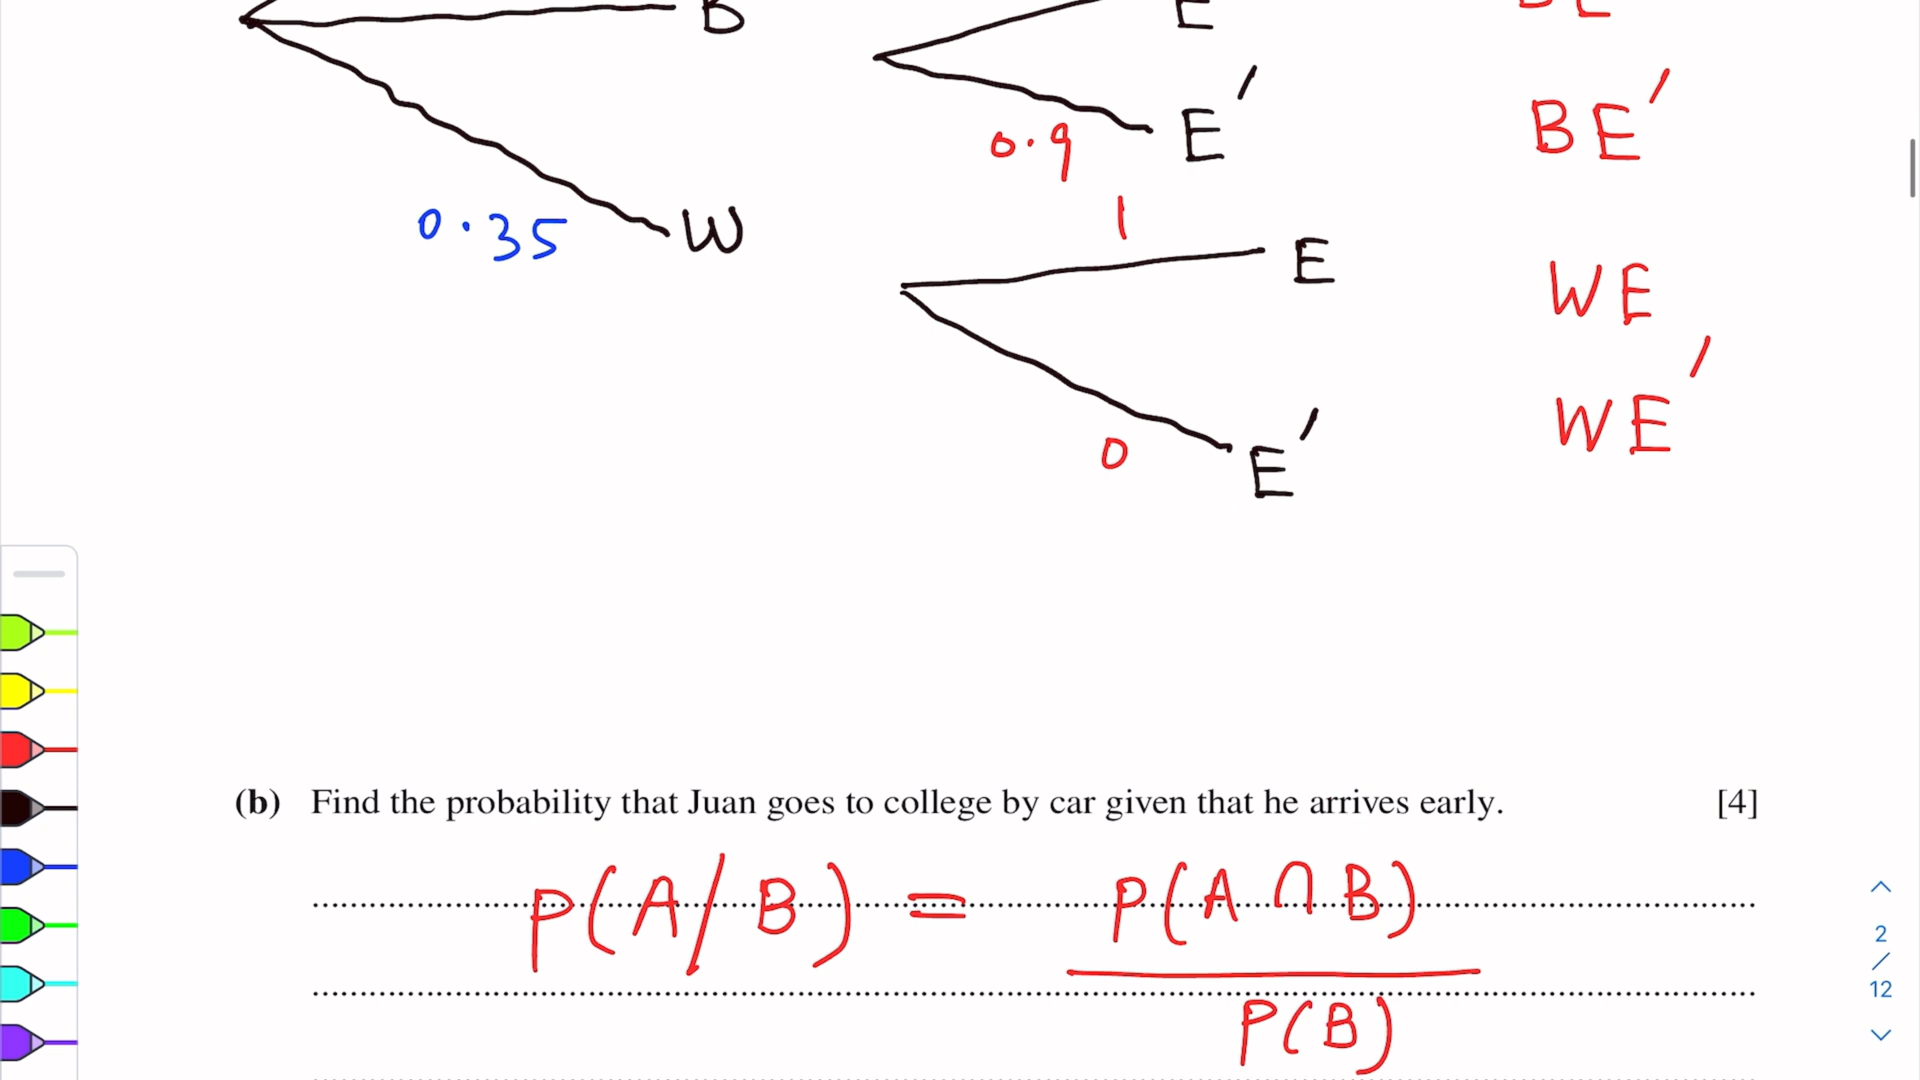 B
E
BE
E'
BE'
0.9
0.35
W
1
E
WE
0
E'
WE'
(b) Find the probability that Juan goes to college by car given that he arrives early. [4]
P(A/B) = P(A∩B)
P(B)
2
/
12